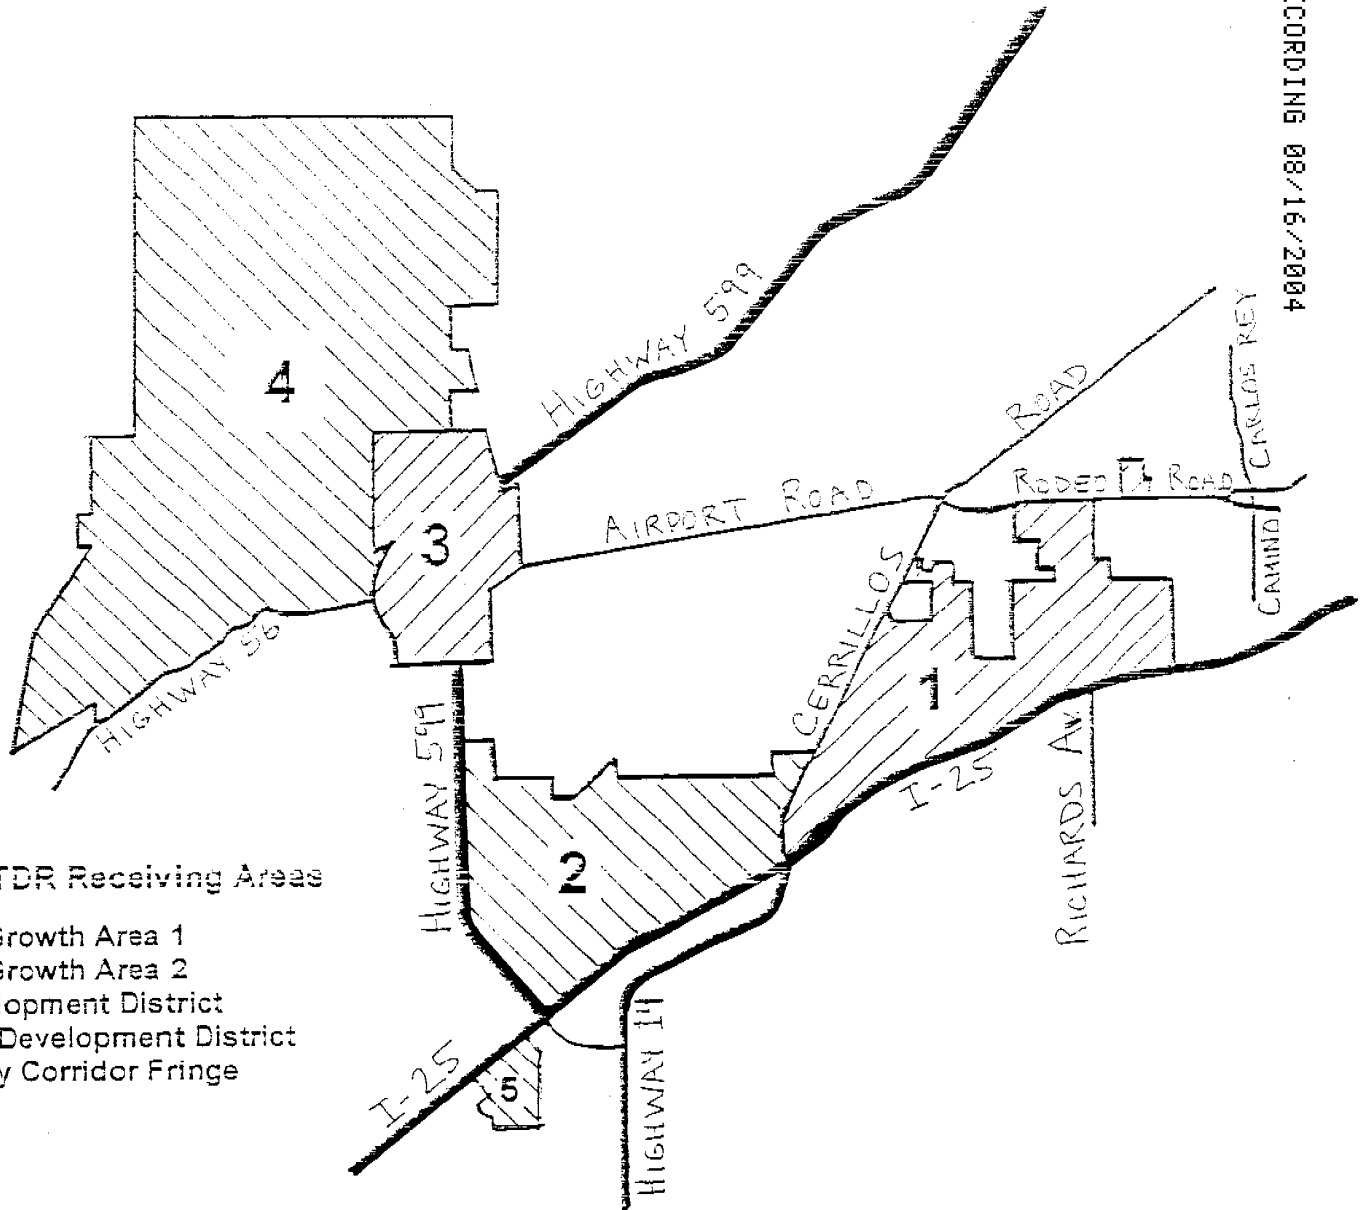 CORDING 08/16/2004
HIGHWAY 599
4
ROAD
CARLOS REY
3
AIRPORT ROAD
RODEO ROAD
CAMINO
CERRILLOS
1
HIGHWAY 56
HIGHWAY 599
I-25
RICHARDS AV.
2
TDR Receiving Areas
Growth Area 1
Growth Area 2
lopment District
Development District
y Corridor Fringe
I-25
5
HIGHWAY 14